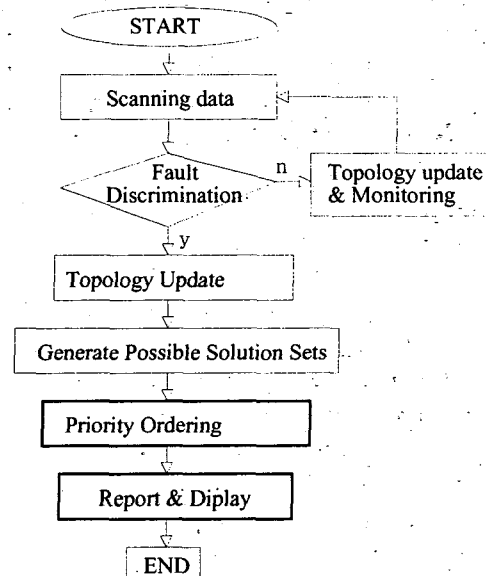 START
Scanning data
Fault
Discrimination
n
Topology update
& Monitoring
y
Topology Update
Generate Possible Solution Sets
Priority Ordering
Report & Diplay
END